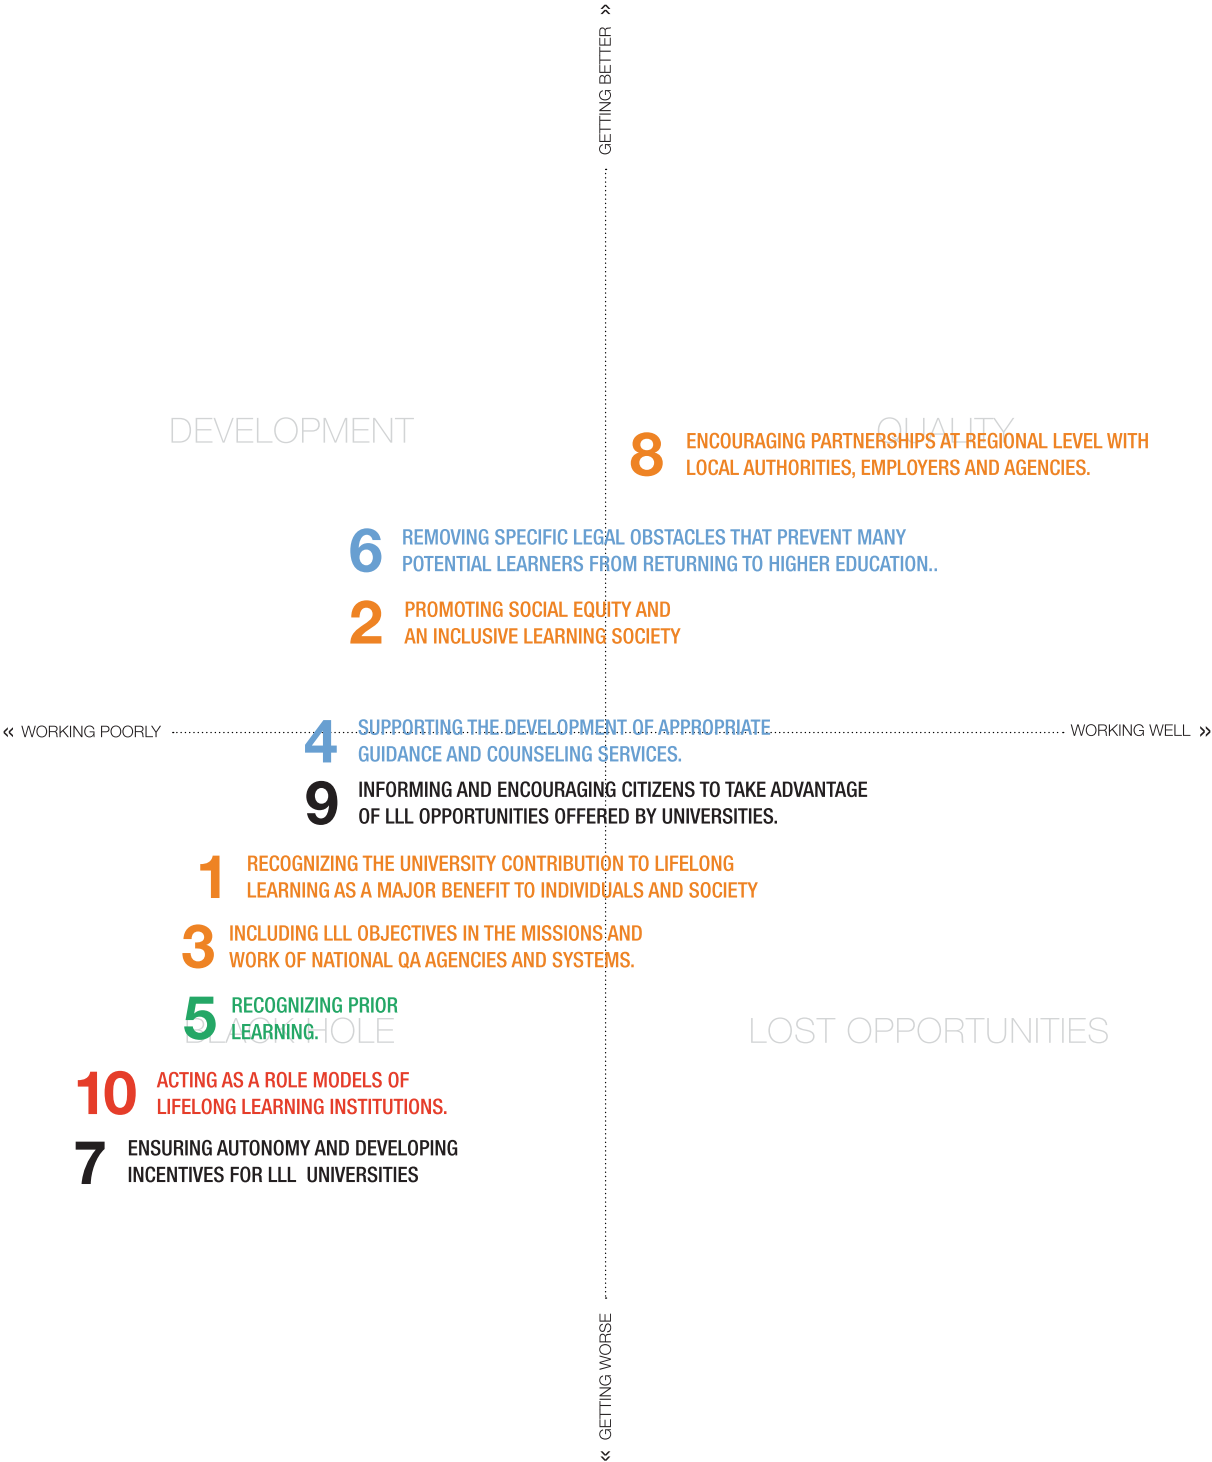 « GETTING BETTER
DEVELOPMENT
QUALITY
8 ENCOURAGING PARTNERSHIPS AT REGIONAL LEVEL WITH
LOCAL AUTHORITIES, EMPLOYERS AND AGENCIES.
6 REMOVING SPECIFIC LEGAL OBSTACLES THAT PREVENT MANY
POTENTIAL LEARNERS FROM RETURNING TO HIGHER EDUCATION..
2 PROMOTING SOCIAL EQUITY AND
AN INCLUSIVE LEARNING SOCIETY
« WORKING POORLY
WORKING WELL »
4 SUPPORTING THE DEVELOPMENT OF APPROPRIATE
GUIDANCE AND COUNSELING SERVICES.
9 INFORMING AND ENCOURAGING CITIZENS TO TAKE ADVANTAGE
OF LLL OPPORTUNITIES OFFERED BY UNIVERSITIES.
1 RECOGNIZING THE UNIVERSITY CONTRIBUTION TO LIFELONG
LEARNING AS A MAJOR BENEFIT TO INDIVIDUALS AND SOCIETY
3 INCLUDING LLL OBJECTIVES IN THE MISSIONS AND
WORK OF NATIONAL QA AGENCIES AND SYSTEMS.
5 RECOGNIZING PRIOR
LEARNING.
BLACK HOLE
LOST OPPORTUNITIES
10 ACTING AS A ROLE MODELS OF
LIFELONG LEARNING INSTITUTIONS.
7 ENSURING AUTONOMY AND DEVELOPING
INCENTIVES FOR LLL UNIVERSITIES
« GETTING WORSE